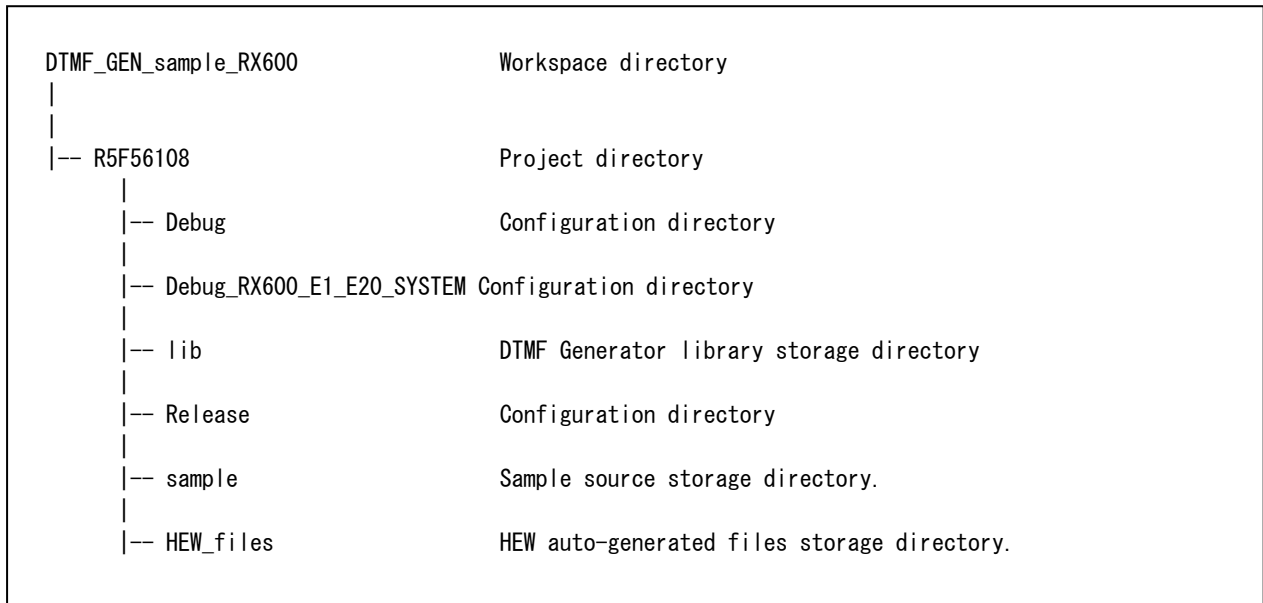 DTMF_GEN_sample_RX600 Workspace directory
|
|
|-- R5F56108 Project directory
|
|-- Debug Configuration directory
|
|-- Debug_RX600_E1_E20_SYSTEM Configuration directory
|
|-- lib DTMF Generator library storage directory
|
|-- Release Configuration directory
|
|-- sample Sample source storage directory.
|
|-- HEW_files HEW auto-generated files storage directory.